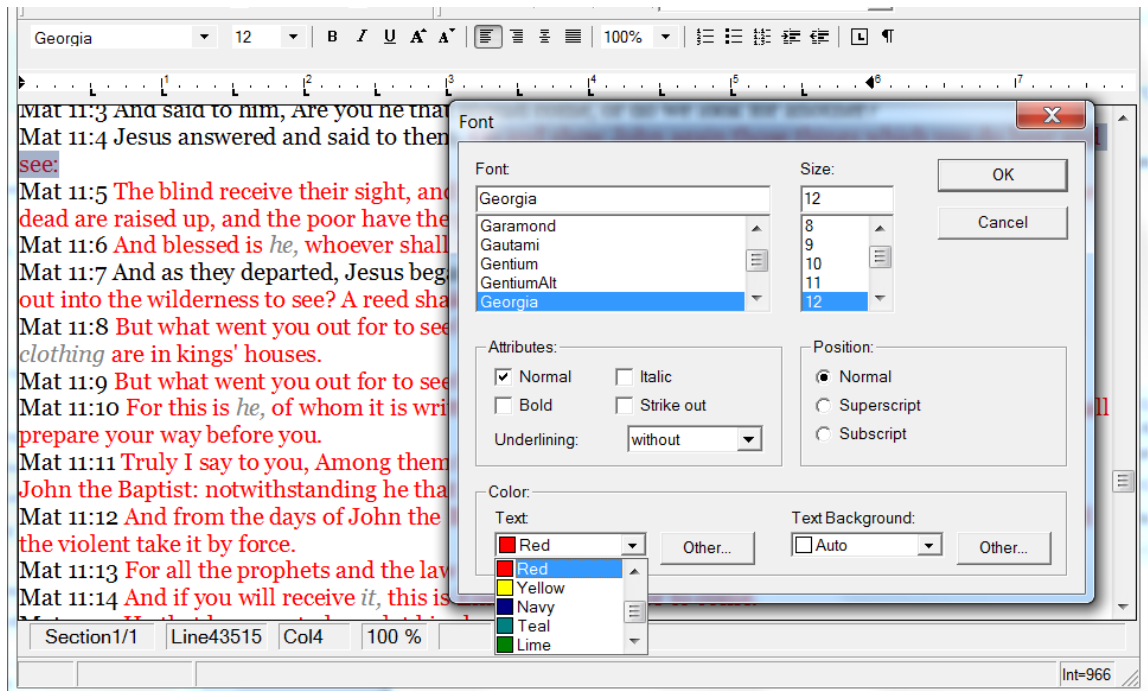 Georgia 12 B I U A A 100% L ¶
1 2 3 4 5 6 7
Mat 11:3 And said to him, Are you he that
Mat 11:4 Jesus answered and said to them
see:
Mat 11:5 The blind receive their sight, and
dead are raised up, and the poor have the
Mat 11:6 And blessed is he, whoever shall
Mat 11:7 And as they departed, Jesus bega
out into the wilderness to see? A reed sha
Mat 11:8 But what went you out for to see
clothing are in kings' houses.
Mat 11:9 But what went you out for to see
Mat 11:10 For this is he, of whom it is wri
prepare your way before you.
Mat 11:11 Truly I say to you, Among them
John the Baptist: notwithstanding he tha
Mat 11:12 And from the days of John the
the violent take it by force.
Mat 11:13 For all the prophets and the law
Mat 11:14 And if you will receive it, this is
Font
Font:
Georgia
Garamond
Gautami
Gentium
GentiumAlt
Georgia
Size:
12
8
9
10
11
12
OK
Cancel
Attributes:
Normal Italic
Bold Strike out
Underlining: without
Position:
Normal
Superscript
Subscript
Color:
Text:
Red Other...
Red
Yellow
Navy
Teal
Lime
Text Background:
Auto Other...
Section1/1 Line43515 Col4 100 %
Int=966